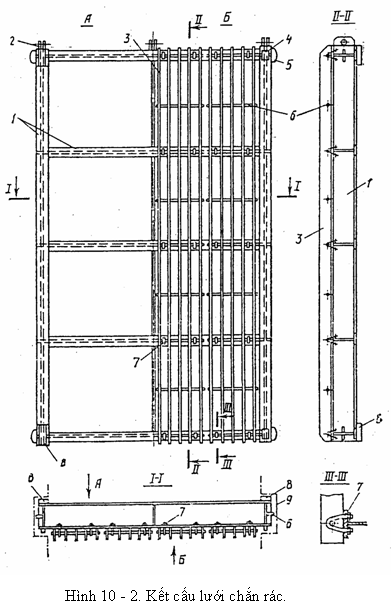 А Б II-II
II
2 3 4
5
6
1
I I
1
3
7
III
8 II III 8
А I-I III-III
8 7 8 7
9
6
Б
Hình 10 - 2. Kết cấu lưới chắn rác.